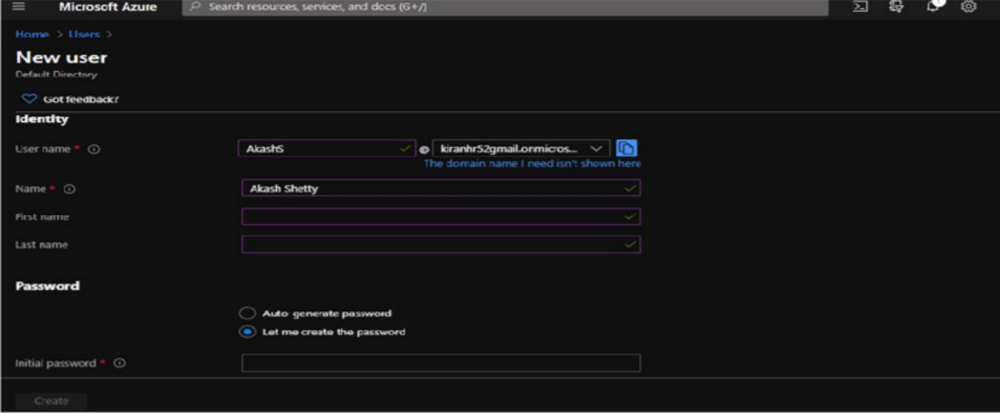 Microsoft Azure Search resources, services, and docs (G+/)
Home > Users >
New user
Default Directory
Got feedback?
Identity
User name * AkashS @ kiranhr52gmail.onmicros...
The domain name I need isn't shown here
Name * Akash Shetty
First name
Last name
Password
Auto-generate password
Let me create the password
Initial password *
Create